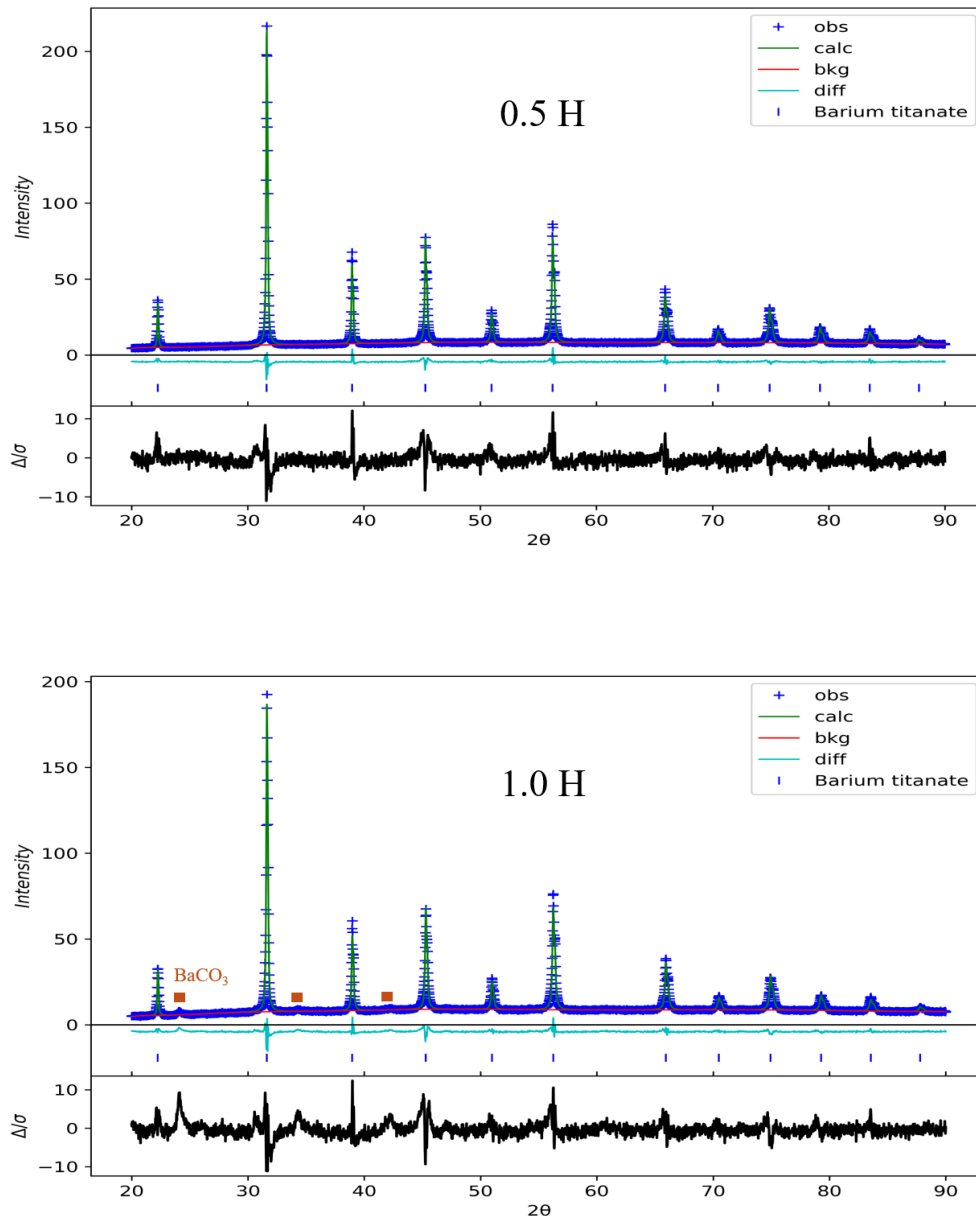 obs
calc
bkg
diff
Barium titanate
0.5 H
Intensity
200
150
100
50
0
Δ/σ
10
0
−10
20 30 40 50 60 70 80 90
2θ
obs
calc
bkg
diff
Barium titanate
1.0 H
Intensity
200
150
100
50
0
BaCO₃
Δ/σ
10
0
−10
20 30 40 50 60 70 80 90
2θ